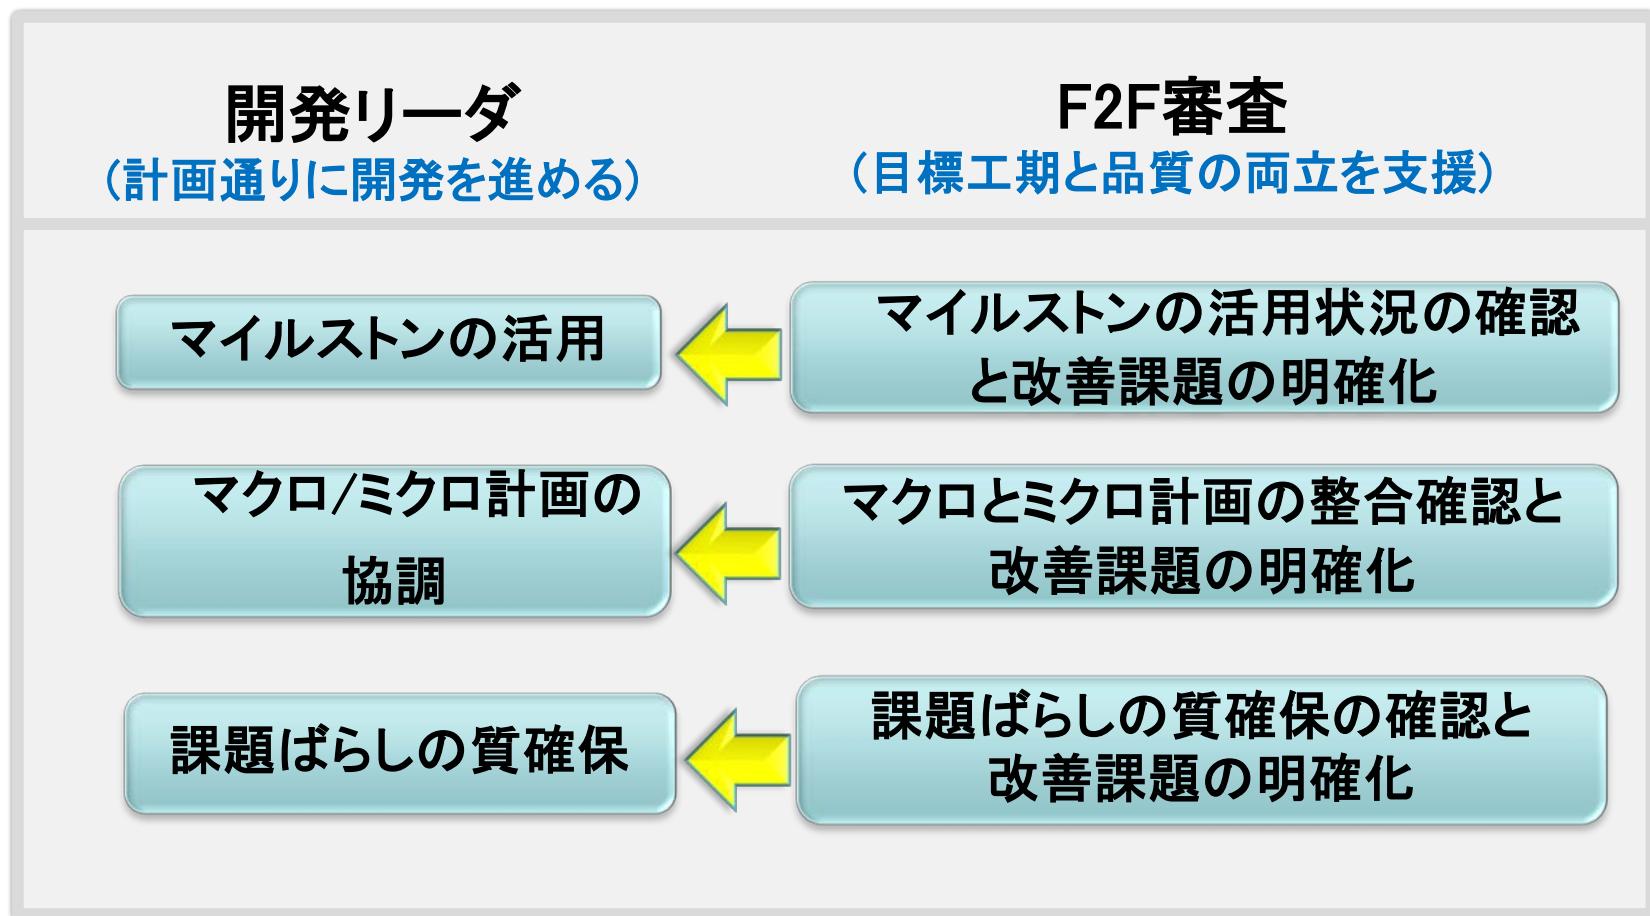 開発リーダ
(計画通りに開発を進める)
F2F審査
(目標工期と品質の両立を支援)
マイルストンの活用
マイルストンの活用状況の確認
と改善課題の明確化
マクロ/ミクロ計画の
協調
マクロとミクロ計画の整合確認と
改善課題の明確化
課題ばらしの質確保
課題ばらしの質確保の確認と
改善課題の明確化